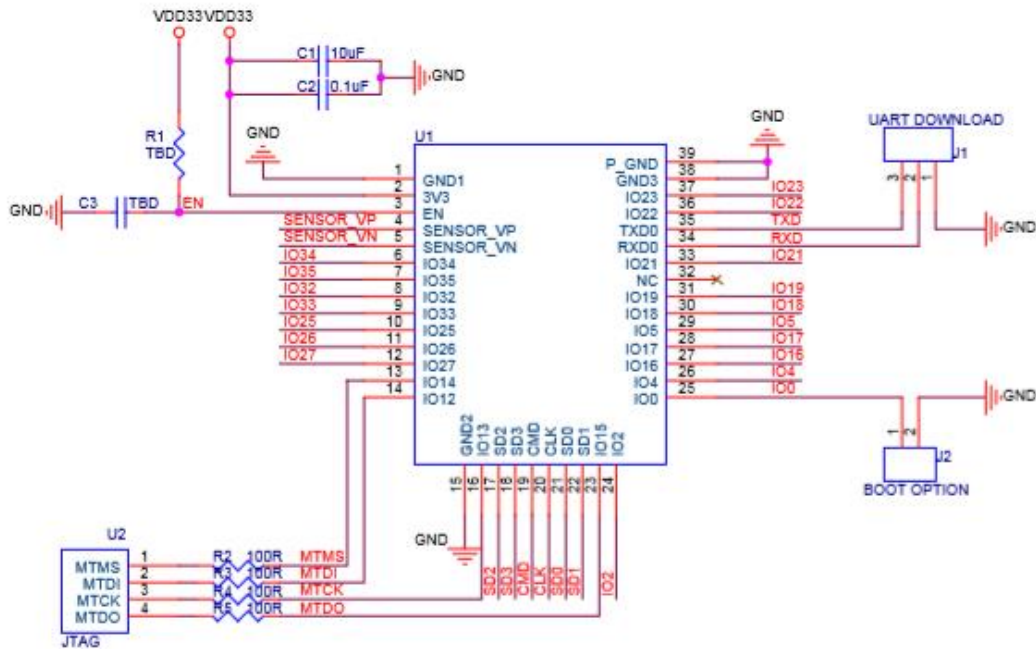 VDD33 VDD33
C1 10uF
C2 0.1uF
GND
R1
TBD
GND
C3 TBD EN
U1
GND
UART DOWNLOAD
J1
3 2 1
GND
1 GND1
2 3V3
3 EN
SENSOR_VP 4 SENSOR_VP
SENSOR_VN 5 SENSOR_VN
IO34 6 IO34
IO35 7 IO35
IO32 8 IO32
IO33 9 IO33
IO25 10 IO25
IO26 11 IO26
IO27 12 IO27
13 IO14
14 IO12
P_GND 39
GND3 38
IO23 37 IO23
IO22 36 IO22
TXD0 35 TXD
RXD0 34 RXD
IO21 33 IO21
NC 32
IO19 31 IO19
IO18 30 IO18
IO5 29 IO5
IO17 28 IO17
IO16 27 IO16
IO4 26 IO4
IO0 25 IO0
GND
GND
1 2
J2
BOOT OPTION
GND2 IO13 SD2 SD3 CMD CLK SD0 SD1 IO15 IO2
15 16 17 18 19 20 21 22 23 24
GND
SD2 SD3 CMD CLK SD0 SD1 IO2
U2
MTMS 1 R2 100R MTMS
MTDI 2 R3 100R MTDI
MTCK 3 R4 100R MTCK
MTDO 4 R5 100R MTDO
JTAG